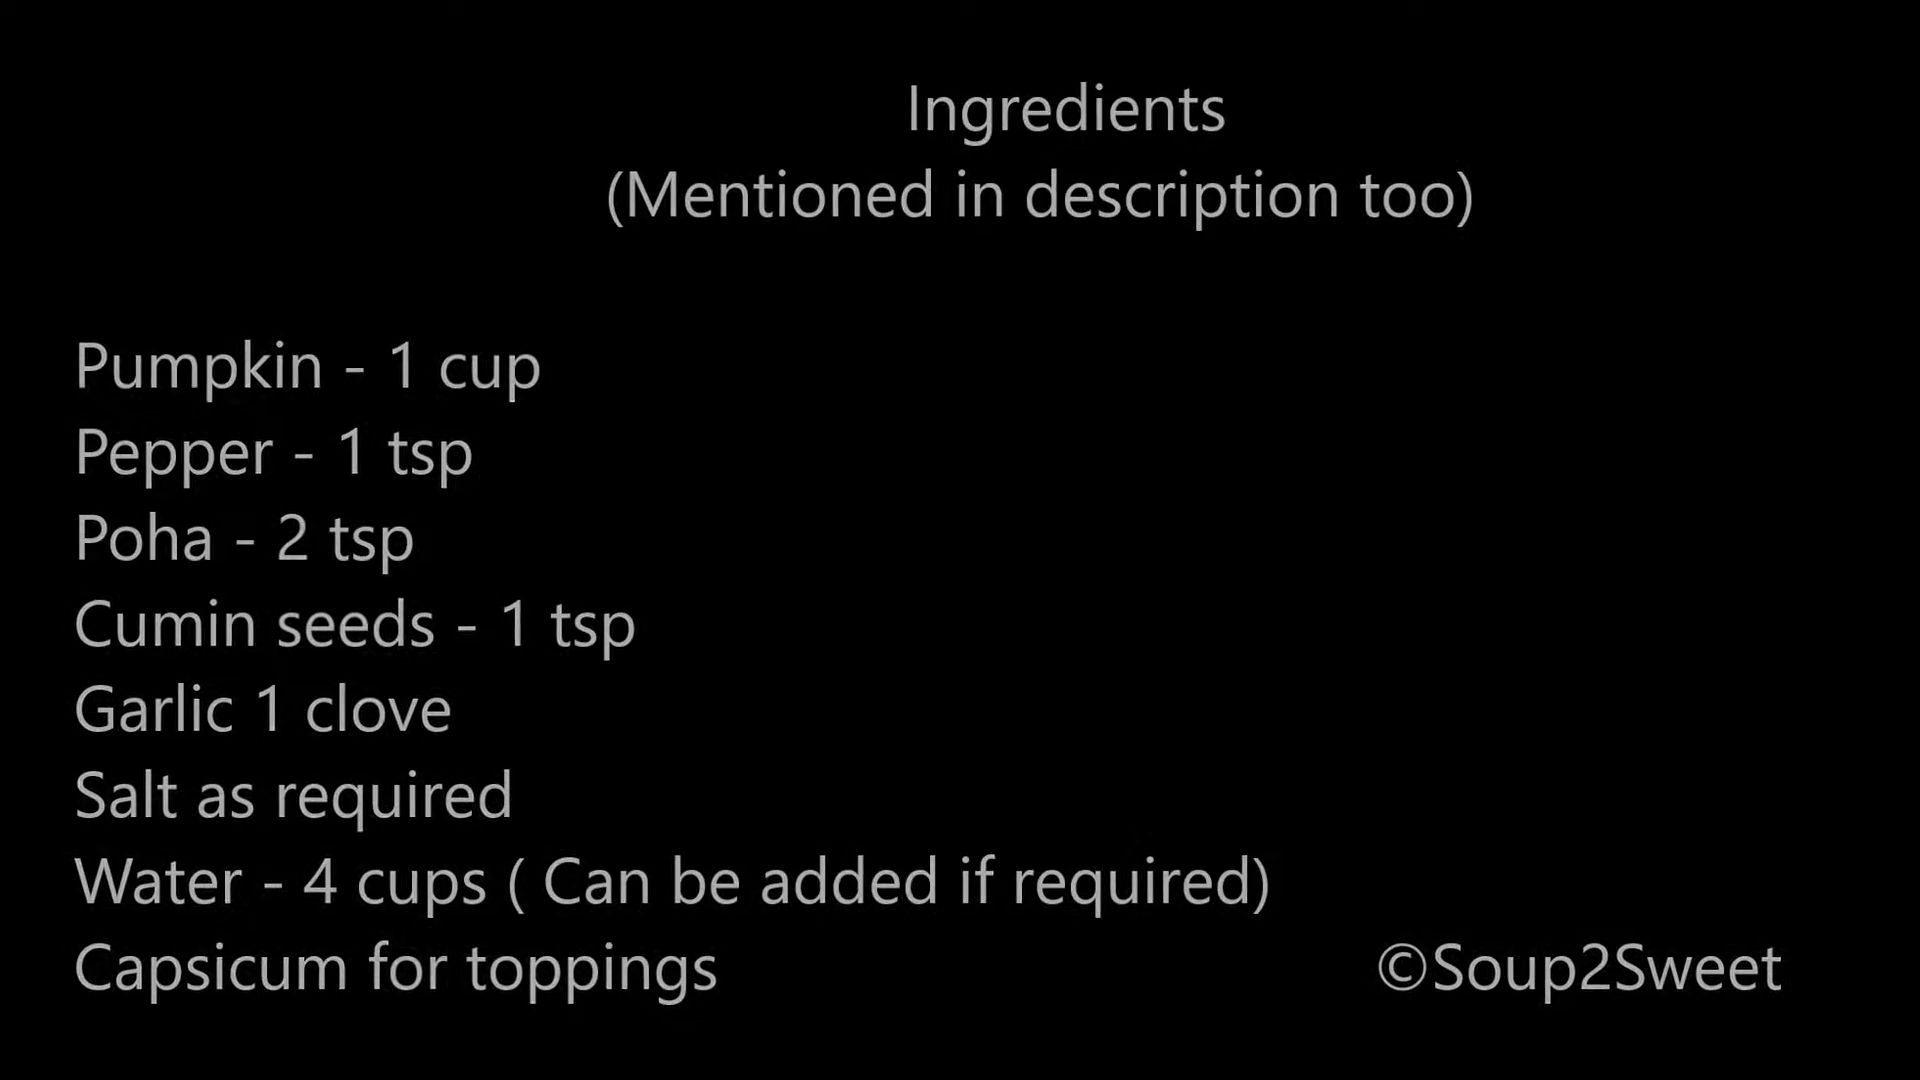 Ingredients
(Mentioned in description too)
Pumpkin - 1 cup
Pepper - 1 tsp
Poha - 2 tsp
Cumin seeds - 1 tsp
Garlic 1 clove
Salt as required
Water - 4 cups ( Can be added if required)
Capsicum for toppings
©Soup2Sweet